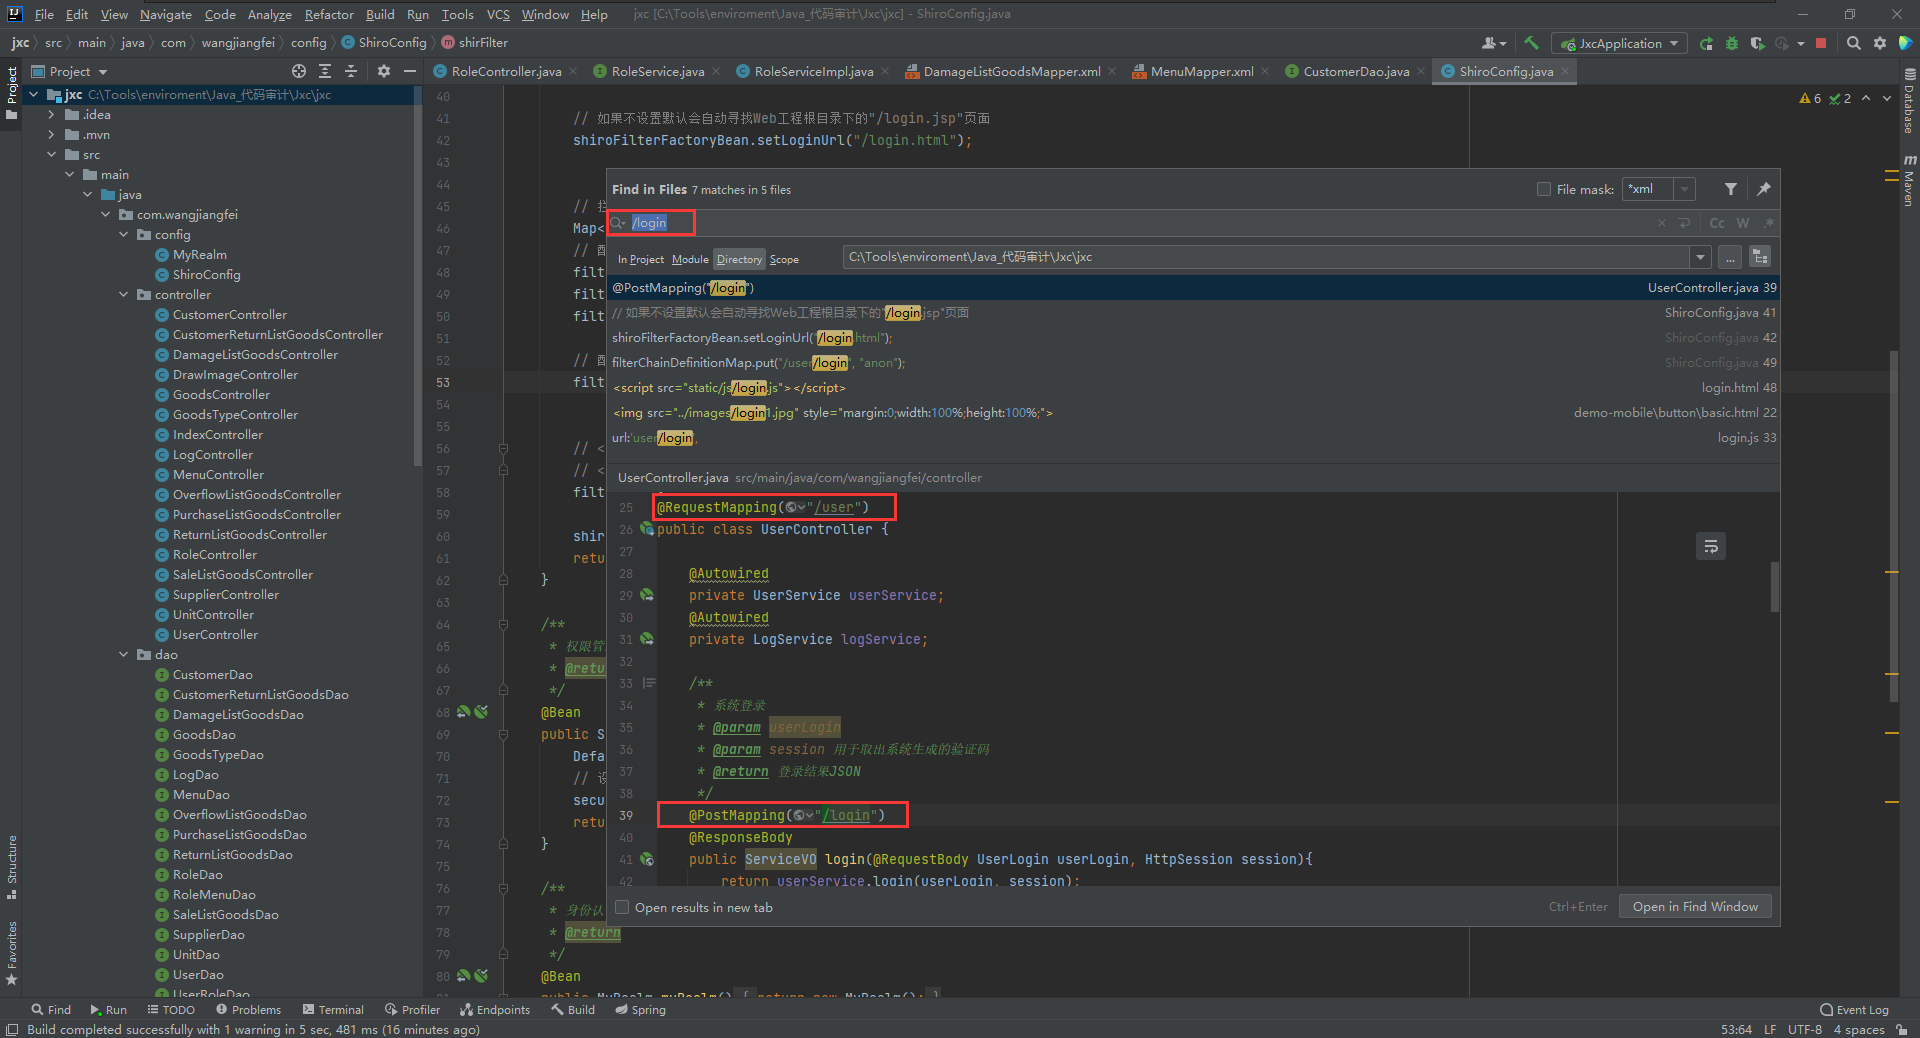 File Edit View Navigate Code Analyze Refactor Build Run Tools VCS Window Help jxc [C:\Tools\enviroment\Java_代码审计\Jxc\jxc] - ShiroConfig.java
jxc src main java com wangjiangfei config ShiroConfig shirFilter
JxcApplication
Project
RoleController.java RoleService.java RoleServiceImpl.java DamageListGoodsMapper.xml MenuMapper.xml CustomerDao.java ShiroConfig.java
Project
Database
Maven
Structure
Favorites
jxc C:\Tools\enviroment\Java_代码审计\Jxc\jxc
.idea
.mvn
src
main
java
com.wangjiangfei
config
MyRealm
ShiroConfig
controller
CustomerController
CustomerReturnListGoodsController
DamageListGoodsController
DrawImageController
GoodsController
GoodsTypeController
IndexController
LogController
MenuController
OverflowListGoodsController
PurchaseListGoodsController
ReturnListGoodsController
RoleController
SaleListGoodsController
SupplierController
UnitController
UserController
dao
CustomerDao
CustomerReturnListGoodsDao
DamageListGoodsDao
GoodsDao
GoodsTypeDao
LogDao
MenuDao
OverflowListGoodsDao
PurchaseListGoodsDao
ReturnListGoodsDao
RoleDao
RoleMenuDao
SaleListGoodsDao
SupplierDao
UnitDao
UserDao
UserRoleDao
6 2
40
41 // 如果不设置默认会自动寻找Web工程根目录下的"/login.jsp"页面
42 shiroFilterFactoryBean.setLoginUrl("/login.html");
43
44
45 //
46 Map<
47 //
48 filt
49 filt
50 filt
51
52 //
53 filt
54
55
56 // <
57 // <
58 filt
59
60 shir
61 retu
62 }
63
64 /**
65 * 权限管
66 * @retu
67 */
68 @Bean
69 public S
70 Defa
71 // 设
72 secu
73 retu
74 }
75
76 /**
77 * 身份认
78 * @return
79 */
80 @Bean
public MyRealm myRealm() { return new MyRealm(); }
Find in Files 7 matches in 5 files
File mask: *xml
/login
Cc W .*
In Project Module Directory Scope C:\Tools\enviroment\Java_代码审计\Jxc\jxc ...
@PostMapping("/login") UserController.java 39
// 如果不设置默认会自动寻找Web工程根目录下的"/login.jsp"页面 ShiroConfig.java 41
shiroFilterFactoryBean.setLoginUrl("/login.html"); ShiroConfig.java 42
filterChainDefinitionMap.put("/user/login", "anon"); ShiroConfig.java 49
<script src="static/js/login.js"></script> login.html 48
<img src="../images/login1.jpg" style="margin:0;width:100%;height:100%;"> demo-mobile\button\basic.html 22
url:'user/login', login.js 33
UserController.java src/main/java/com/wangjiangfei/controller
25 @RequestMapping("/user")
26 public class UserController {
27
28 @Autowired
29 private UserService userService;
30 @Autowired
31 private LogService logService;
32
33 /**
34 * 系统登录
35 * @param userLogin
36 * @param session 用于取出系统生成的验证码
37 * @return 登录结果JSON
38 */
39 @PostMapping("/login")
40 @ResponseBody
41 public ServiceVO login(@RequestBody UserLogin userLogin, HttpSession session){
42 return userService.login(userLogin, session);
Open results in new tab Ctrl+Enter Open in Find Window
Find Run TODO Problems Terminal Profiler Endpoints Build Spring Event Log
Build completed successfully with 1 warning in 5 sec, 481 ms (16 minutes ago) 53:64 LF UTF-8 4 spaces